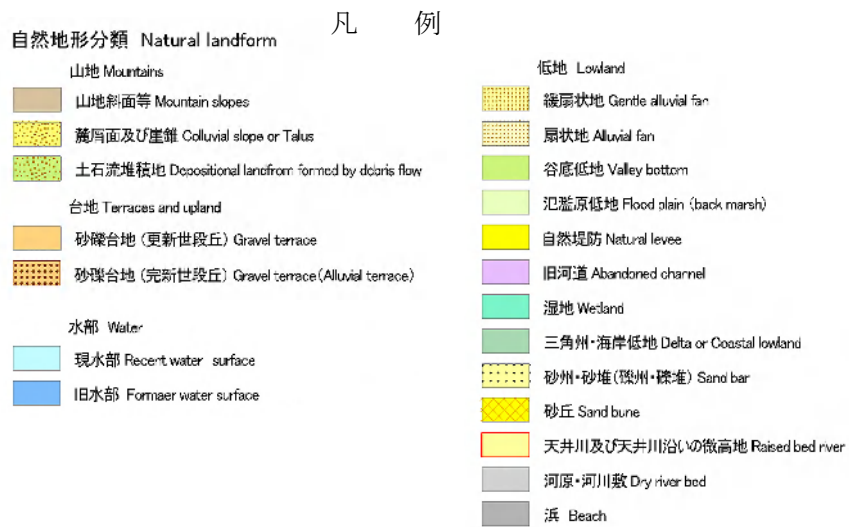 凡 例
自然地形分類 Natural landform
山地 Mountains
山地斜面等 Mountain slopes
麓屑面及び崖錐 Colluvial slope or Talus
土石流堆積地 Depositional landfrom formed by debris flow
台地 Terraces and upland
砂礫台地（更新世段丘）Gravel terrace
砂礫台地（完新世段丘）Gravel terrace(Alluvial terrace)
水部 Water
現水部 Recent water surface
旧水部 Formaer water surface
低地 Lowland
緩扇状地 Gentle alluvial fan
扇状地 Alluvial fan
谷底低地 Valley bottom
氾濫原低地 Flood plain (back marsh)
自然堤防 Natural levee
旧河道 Abandoned channel
湿地 Wetland
三角州・海岸低地 Delta or Coastal lowland
砂州・砂堆(礫州・礫堆) Sand bar
砂丘 Sand bune
天井川及び天井川沿いの微高地 Raised bed river
河原・河川敷 Dry river bed
浜 Beach